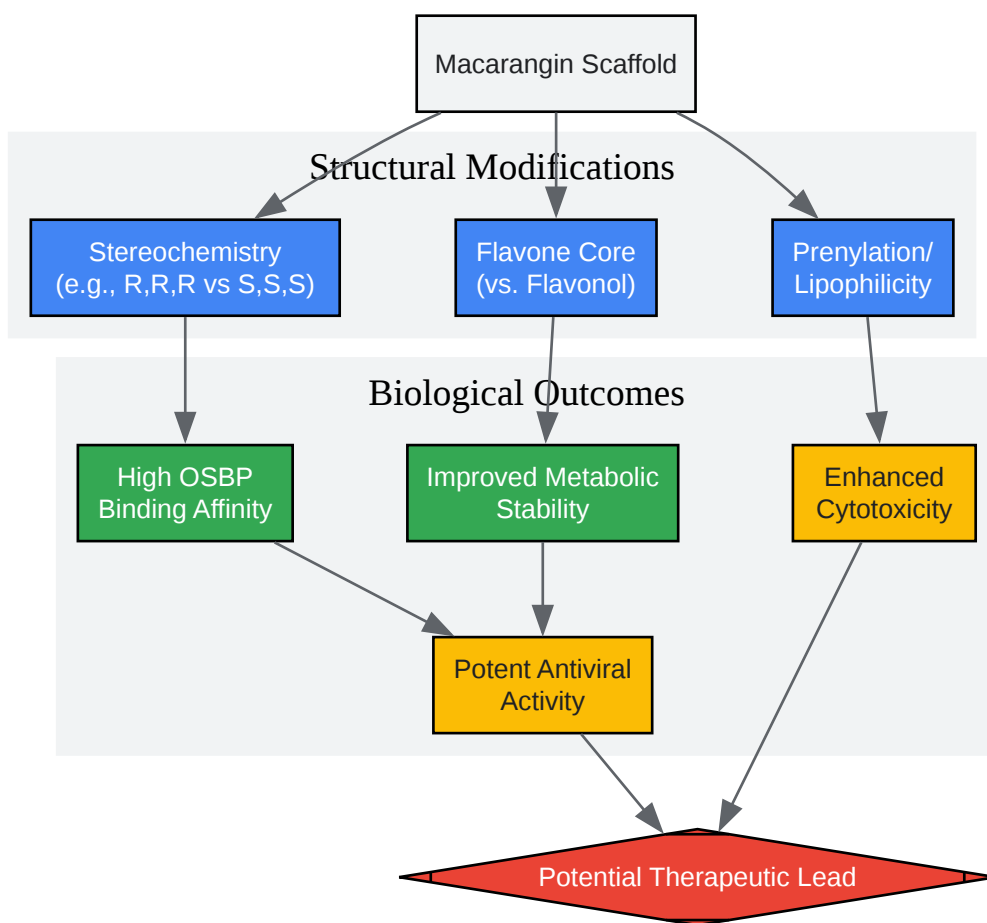 Macarangin Scaffold
Structural Modifications
Stereochemistry
(e.g., R,R,R vs S,S,S)
Flavone Core
(vs. Flavonol)
Prenylation/
Lipophilicity
Biological Outcomes
High OSBP
Binding Affinity
Improved Metabolic
Stability
Enhanced
Cytotoxicity
Potent Antiviral
Activity
Potential Therapeutic Lead